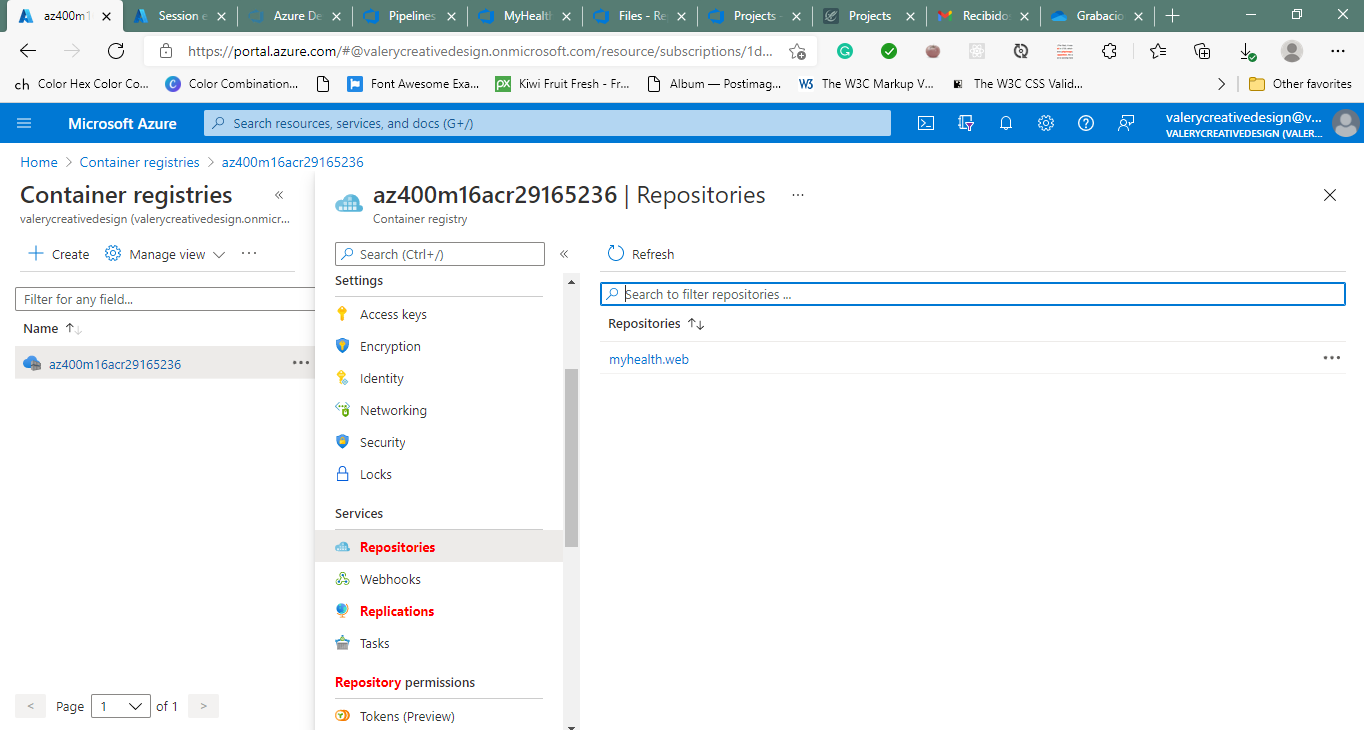 az400m1
Session e
Azure De
Pipelines
MyHealt
Files - Re
Projects -
Projects
Recibidos
Grabacio
https://portal.azure.com/#@valerycreativedesign.onmicrosoft.com/resource/subscriptions/1d...
ch Color Hex Color Co...
C Color Combination...
Font Awesome Exa...
px Kiwi Fruit Fresh - Fr...
Album — Postimag...
W3 The W3C Markup V...
The W3C CSS Valid...
Other favorites
Microsoft Azure
Search resources, services, and docs (G+/)
valerycreativedesign@v...
VALERYCREATIVEDESIGN (VALER...
Home > Container registries > az400m16acr29165236
Container registries «
valerycreativedesign (valerycreativedesign.onmicr...
+ Create Manage view ...
Filter for any field...
Name ↑↓
az400m16acr29165236 ...
< Page 1 of 1 >
az400m16acr29165236 | Repositories ...
Container registry
Search (Ctrl+/) «
Settings
Access keys
Encryption
Identity
Networking
Security
Locks
Services
Repositories
Webhooks
Replications
Tasks
Repository permissions
Tokens (Preview)
Refresh
Search to filter repositories ...
Repositories ↑↓
myhealth.web ...